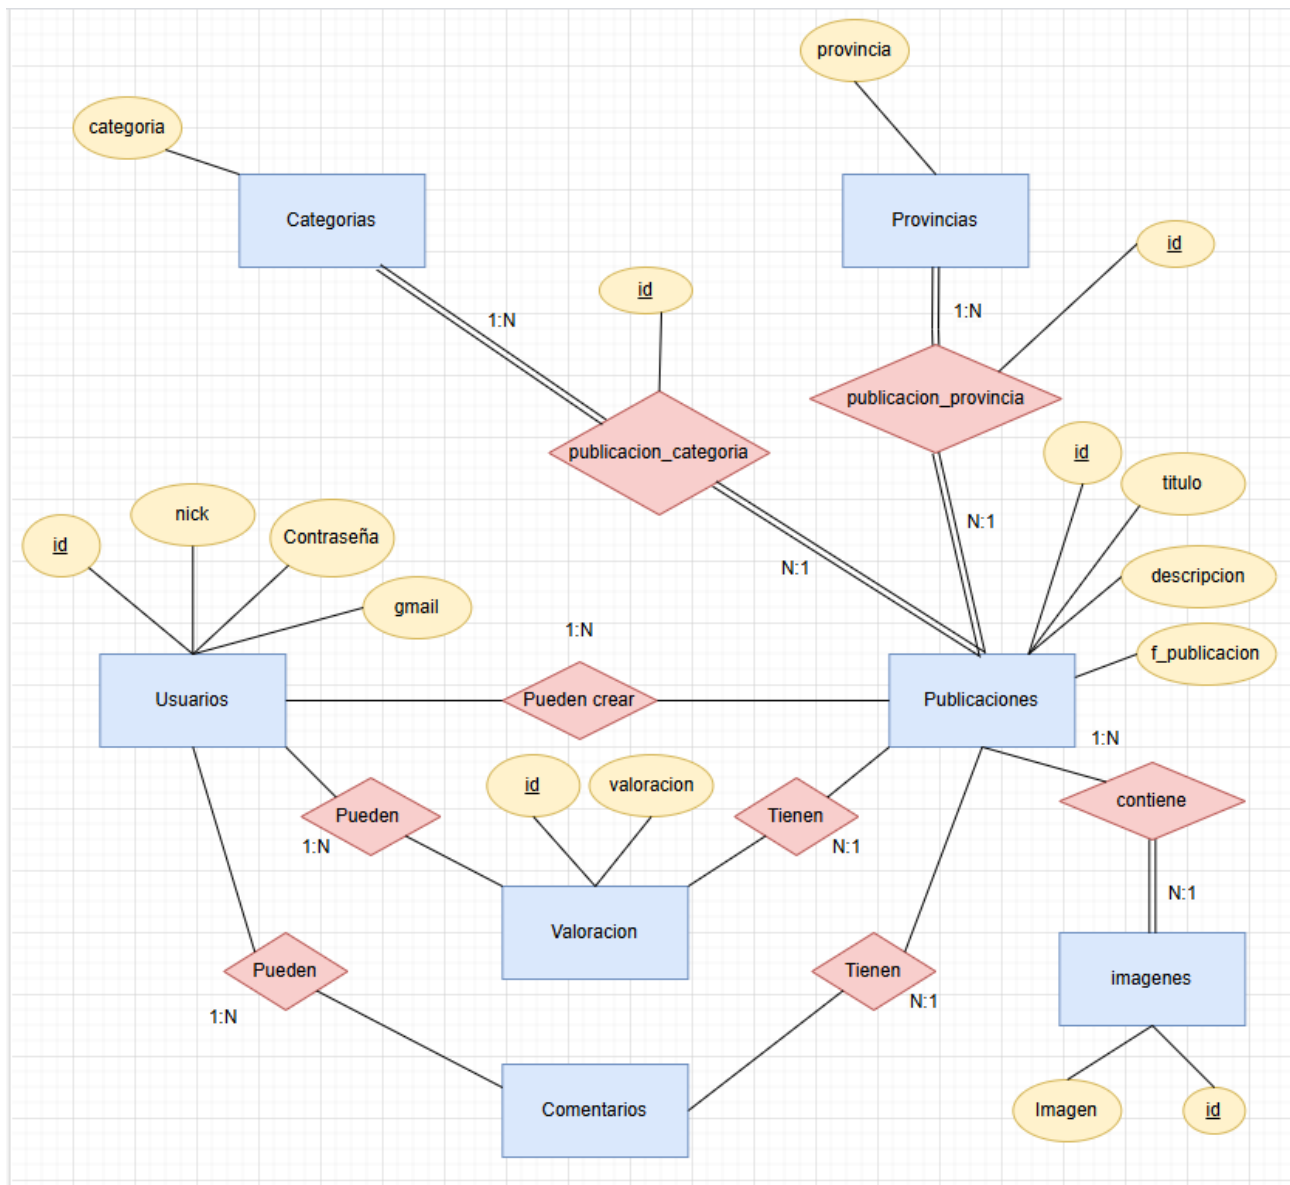 provincia
categoria
Categorias
Provincias
id
id
1:N
1:N
publicacion_provincia
publicacion_categoria
id
titulo
nick
id
Contraseña
N:1
N:1
descripcion
gmail
1:N
f_publicacion
Usuarios
Pueden crear
Publicaciones
1:N
id
valoracion
contiene
Pueden
Tienen
1:N
N:1
N:1
Valoracion
Pueden
Tienen
imagenes
N:1
1:N
Comentarios
Imagen
id